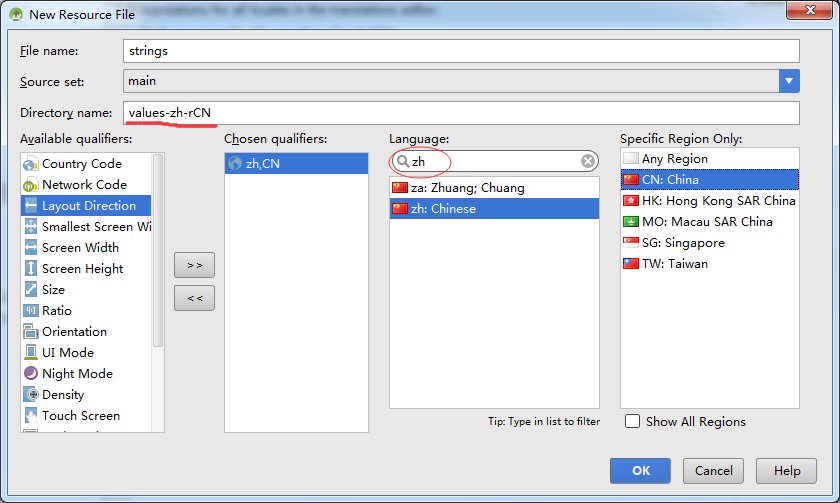 New Resource File
File name:
strings
Source set:
main
Directory name:
values-zh-rCN
Available qualifiers:
Country Code
Network Code
Layout Direction
Smallest Screen Wi
Screen Width
Screen Height
Size
Ratio
Orientation
UI Mode
Night Mode
Density
Touch Screen
>>
<<
Chosen qualifiers:
zh,CN
Language:
zh
za: Zhuang; Chuang
zh: Chinese
Tip: Type in list to filter
Specific Region Only:
Any Region
CN: China
HK: Hong Kong SAR China
MO: Macau SAR China
SG: Singapore
TW: Taiwan
Show All Regions
OK
Cancel
Help